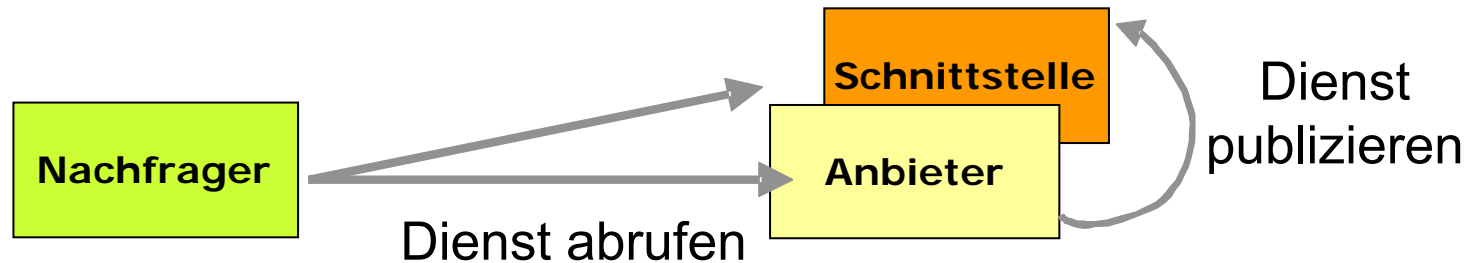 Schnittstelle
Dienst
publizieren
Nachfrager
Anbieter
Dienst abrufen